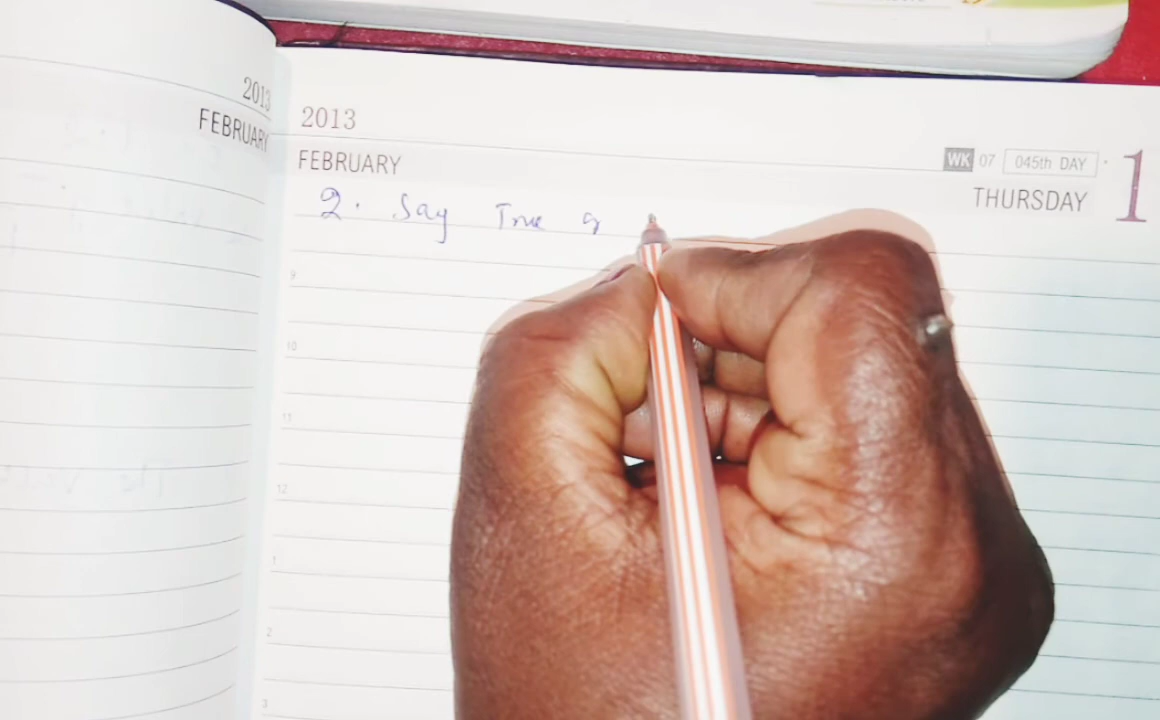 2013
FEBRUARY
2013
FEBRUARY
WK 07 045th DAY
THURSDAY
1
2. Say True
9
10
11
12
1
2
3